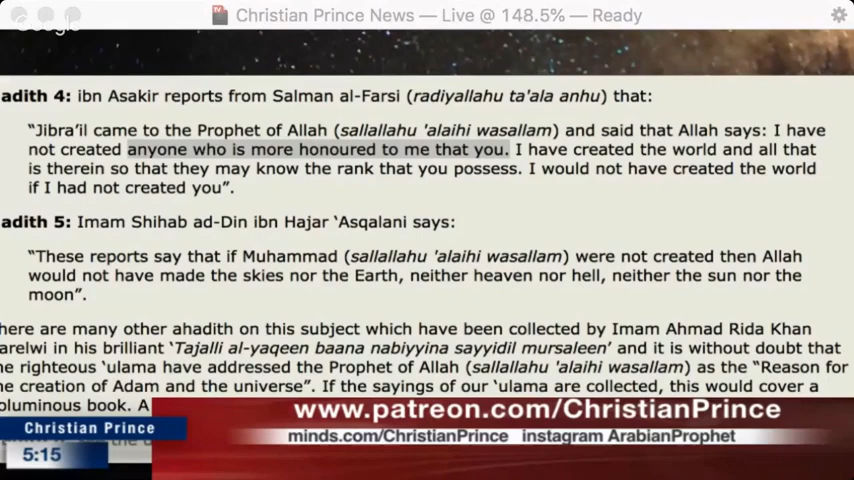 Christian Prince News — Live @ 148.5% — Ready
Google
adith 4: ibn Asakir reports from Salman al-Farsi (radiyallahu ta'ala anhu) that:
“Jibra’il came to the Prophet of Allah (sallallahu 'alaihi wasallam) and said that Allah says: I have
not created anyone who is more honoured to me that you. I have created the world and all that
is therein so that they may know the rank that you possess. I would not have created the world
if I had not created you”.
adith 5: Imam Shihab ad-Din ibn Hajar ‘Asqalani says:
“These reports say that if Muhammad (sallallahu 'alaihi wasallam) were not created then Allah
would not have made the skies nor the Earth, neither heaven nor hell, neither the sun nor the
moon”.
here are many other ahadith on this subject which have been collected by Imam Ahmad Rida Khan
arelwi in his brilliant ‘Tajalli al-yaqeen baana nabiyyina sayyidil mursaleen’ and it is without doubt that
he righteous ‘ulama have addressed the Prophet of Allah (sallallahu 'alaihi wasallam) as the “Reason for
he creation of Adam and the universe”. If the sayings of our ‘ulama are collected, this would cover a
oluminous book. A
www.patreon.com/ChristianPrince
Christian Prince
minds.com/ChristianPrince instagram ArabianProphet
5:15